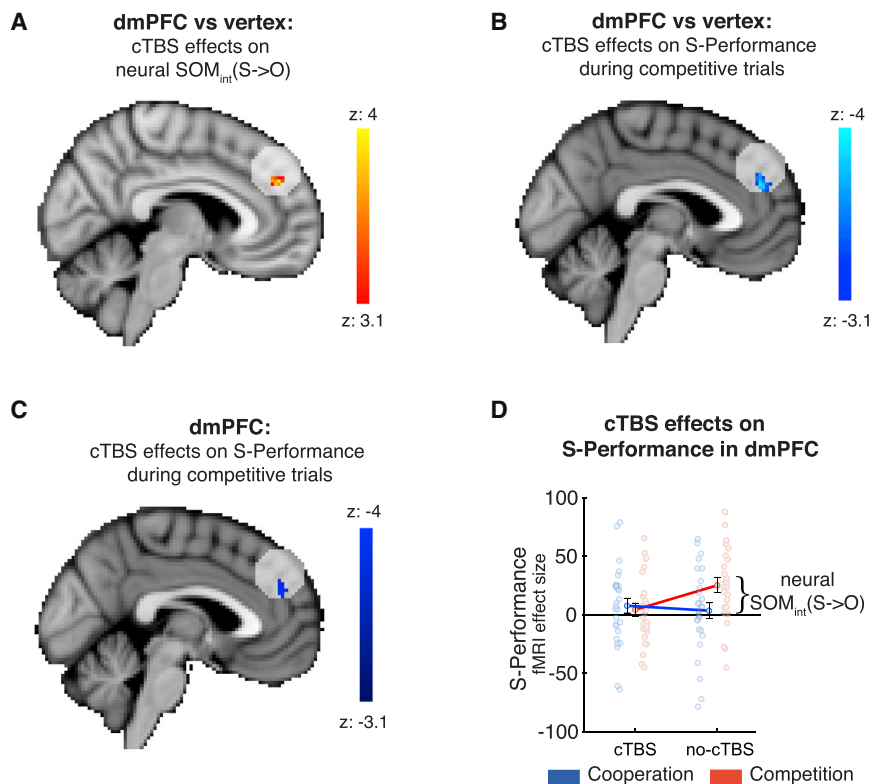 A
dmPFC vs vertex:
cTBS effects on
neural SOMint(S->O)
z: 4
z: 3.1
B
dmPFC vs vertex:
cTBS effects on S-Performance
during competitive trials
z: -4
z: -3.1
C
dmPFC:
cTBS effects on S-Performance
during competitive trials
z: -4
z: -3.1
D
cTBS effects on
S-Performance in dmPFC
S-Performance
fMRI effect size
100
50
0
-50
-100
neural
SOMint(S->O)
cTBS
no-cTBS
Cooperation
Competition